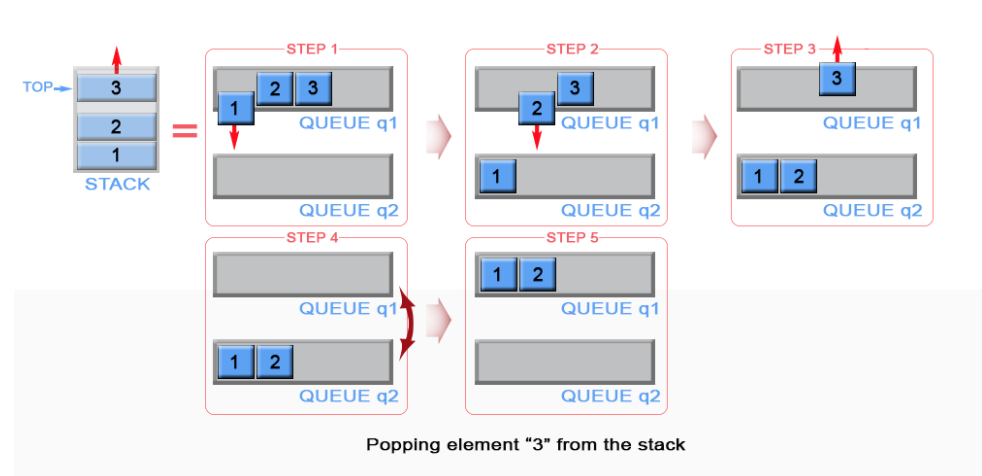 STEP 1
STEP 2
STEP 3
TOP
3
2
1
STACK
=
1
2
3
QUEUE q1
QUEUE q2
2
3
QUEUE q1
1
QUEUE q2
3
QUEUE q1
1
2
QUEUE q2
STEP 4
STEP 5
QUEUE q1
1
2
QUEUE q2
1
2
QUEUE q1
QUEUE q2
Popping element “3” from the stack